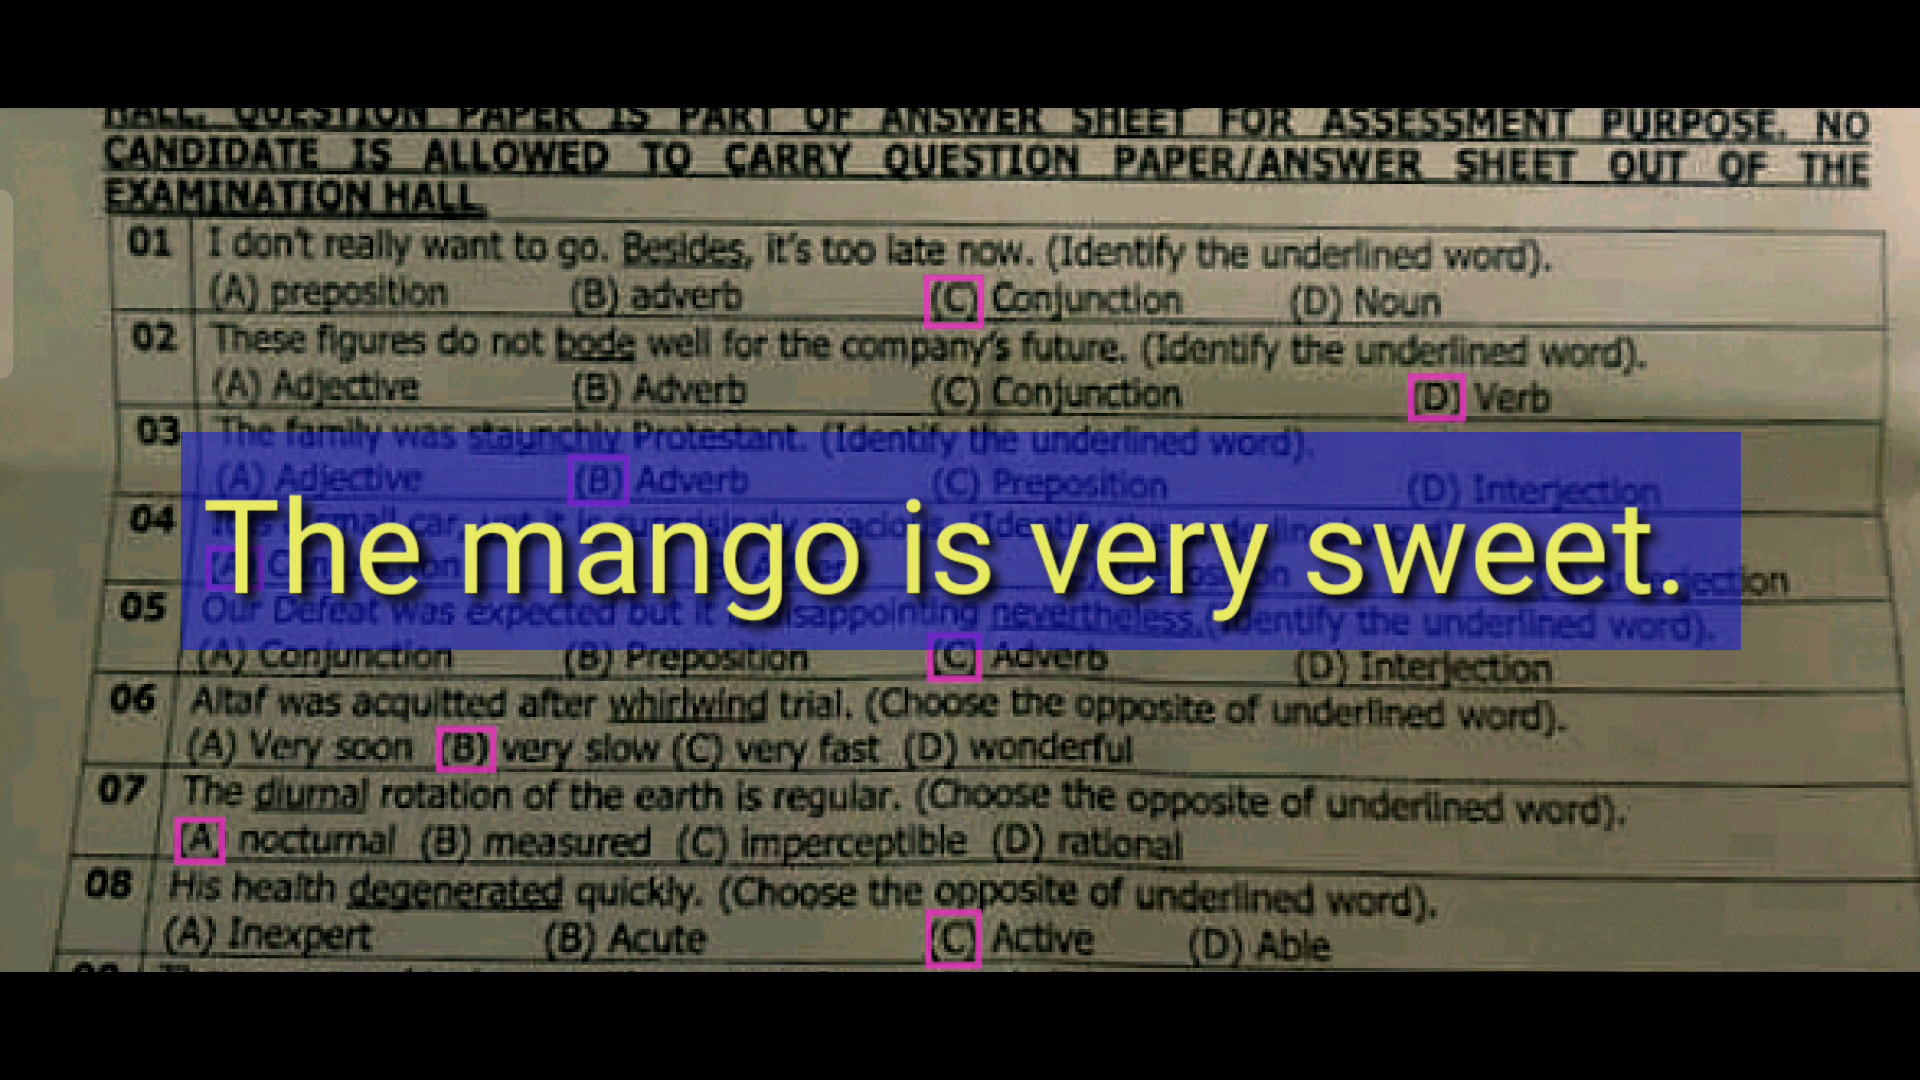 HALL. QUESTION PAPER IS PART OF ANSWER SHEET FOR ASSESSMENT PURPOSE. NO
CANDIDATE IS ALLOWED TO CARRY QUESTION PAPER/ANSWER SHEET OUT OF THE
EXAMINATION HALL.
01 I don't really want to go. Besides, it's too late now. (Identify the underlined word).
(A) preposition (B) adverb (C) Conjunction (D) Noun
02 These figures do not bode well for the company's future. (Identify the underlined word).
(A) Adjective (B) Adverb (C) Conjunction (D) Verb
03 The family was staunchly Protestant. (Identify the underlined word).
(A) Adjective (B) Adverb (C) Preposition (D) Interjection
The mango is very sweet.
04 small car, yet it surprisingly
(A)
05 Our Defeat was expected but it disappointing nevertheless. (Identify the underlined word).
(A) Conjunction (B) Preposition (C) Adverb (D) Interjection
06 Altaf was acquitted after whirlwind trial. (Choose the opposite of underlined word).
(A) Very soon (B) very slow (C) very fast (D) wonderful
07 The diurnal rotation of the earth is regular. (Choose the opposite of underlined word).
(A) nocturnal (B) measured (C) imperceptible (D) rational
08 His health degenerated quickly. (Choose the opposite of underlined word).
(A) Inexpert (B) Acute (C) Active (D) Able